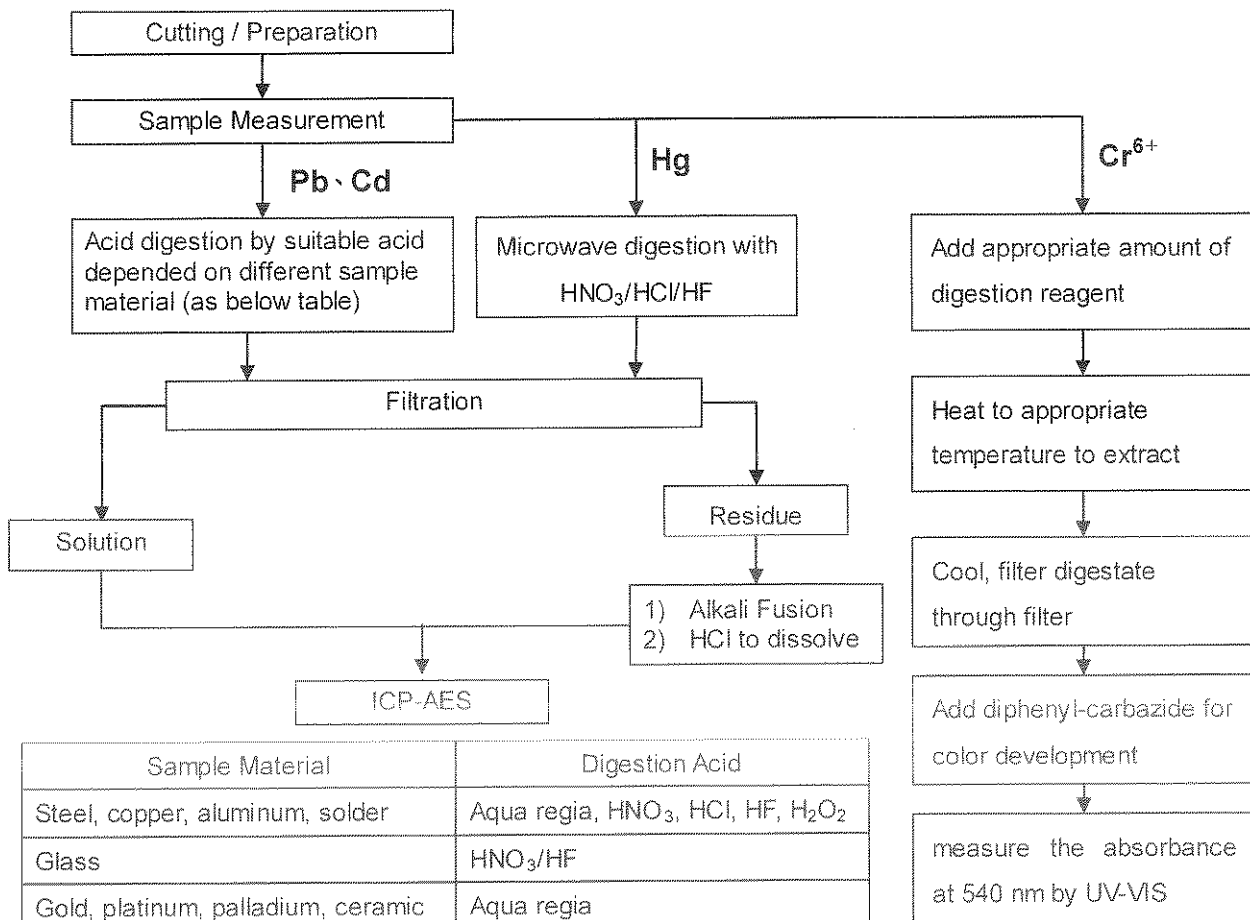 Cutting / Preparation
Sample Measurement
Pb、Cd
Hg
Cr⁶⁺
Acid digestion by suitable acid
depended on different sample
material (as below table)
Microwave digestion with
HNO₃/HCl/HF
Add appropriate amount of
digestion reagent
Filtration
Heat to appropriate
temperature to extract
Solution
Residue
1) Alkali Fusion
2) HCl to dissolve
Cool, filter digestate
through filter
ICP-AES
Add diphenyl-carbazide for
color development
Sample Material Digestion Acid
Steel, copper, aluminum, solder Aqua regia, HNO₃, HCl, HF, H₂O₂
Glass HNO₃/HF
Gold, platinum, palladium, ceramic Aqua regia
measure the absorbance
at 540 nm by UV-VIS